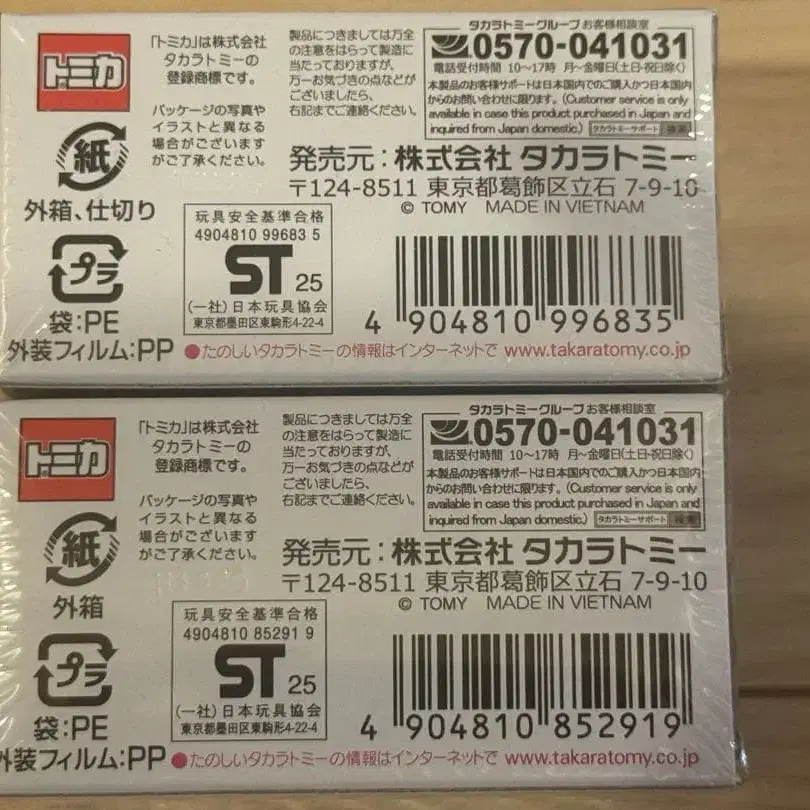 トミカ
「トミカ」は株式会社
タカラトミーの
登録商標です。
パッケージの写真や
イラストと異なる
場合がございます
がご了承ください。
製品につきましては万全
の注意をはらって製造に
当たっておりますが、
万一お気づきの点などが
ございましたら、
右記までご連絡ください。
タカラトミーグループお客様相談室
0570-041031
電話受付時間 10〜17時 月〜金曜日(土日・祝日除く)
本製品のお客様サポートは日本国内でのご購入かつ日本国内
からのお問い合わせに限ります。(Customer service is only
available in case this product purchased in Japan and
inquired from Japan domestic.) タカラトミーサポート 検索
紙
外箱、仕切り
発売元:株式会社 タカラトミー
〒124-8511 東京都葛飾区立石 7-9-10
© TOMY MADE IN VIETNAM
プラ
袋:PE
外装フィルム:PP
玩具安全基準合格
4904810 99683 5
ST 25
(一社)日本玩具協会
東京都墨田区東駒形4-22-4
4 904810 996835
●たのしいタカラトミーの情報はインターネットで www.takaratomy.co.jp
トミカ
「トミカ」は株式会社
タカラトミーの
登録商標です。
パッケージの写真や
イラストと異なる
場合がございます
がご了承ください。
製品につきましては万全
の注意をはらって製造に
当たっておりますが、
万一お気づきの点などが
ございましたら、
右記までご連絡ください。
タカラトミーグループお客様相談室
0570-041031
電話受付時間 10〜17時 月〜金曜日(土日・祝日除く)
本製品のお客様サポートは日本国内でのご購入かつ日本国内
からのお問い合わせに限ります。(Customer service is only
available in case this product purchased in Japan and
inquired from Japan domestic.) タカラトミーサポート 検索
紙
外箱
発売元:株式会社 タカラトミー
〒124-8511 東京都葛飾区立石 7-9-10
© TOMY MADE IN VIETNAM
プラ
袋:PE
外装フィルム:PP
玩具安全基準合格
4904810 85291 9
ST 25
(一社)日本玩具協会
東京都墨田区東駒形4-22-4
4 904810 852919
●たのしいタカラトミーの情報はインターネットで www.takaratomy.co.jp